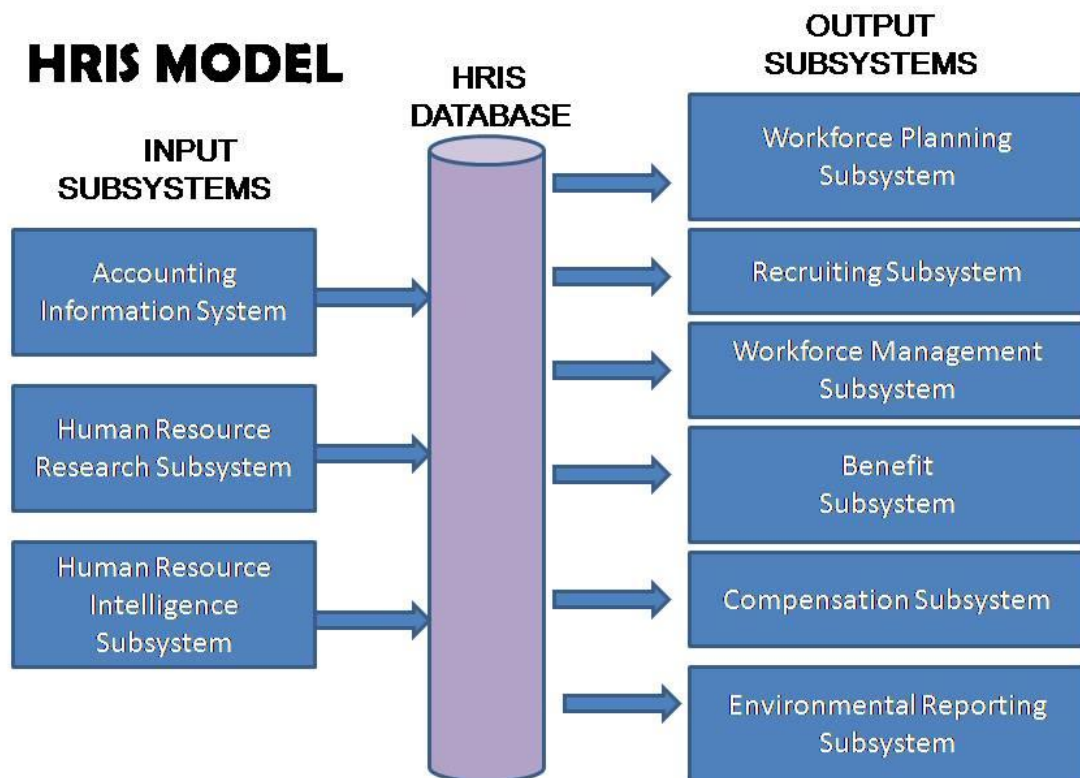 HRIS MODEL
INPUT
SUBSYSTEMS
Accounting
Information System
Human Resource
Research Subsystem
Human Resource
Intelligence
Subsystem
HRIS
DATABASE
OUTPUT
SUBSYSTEMS
Workforce Planning
Subsystem
Recruiting Subsystem
Workforce Management
Subsystem
Benefit
Subsystem
Compensation Subsystem
Environmental Reporting
Subsystem